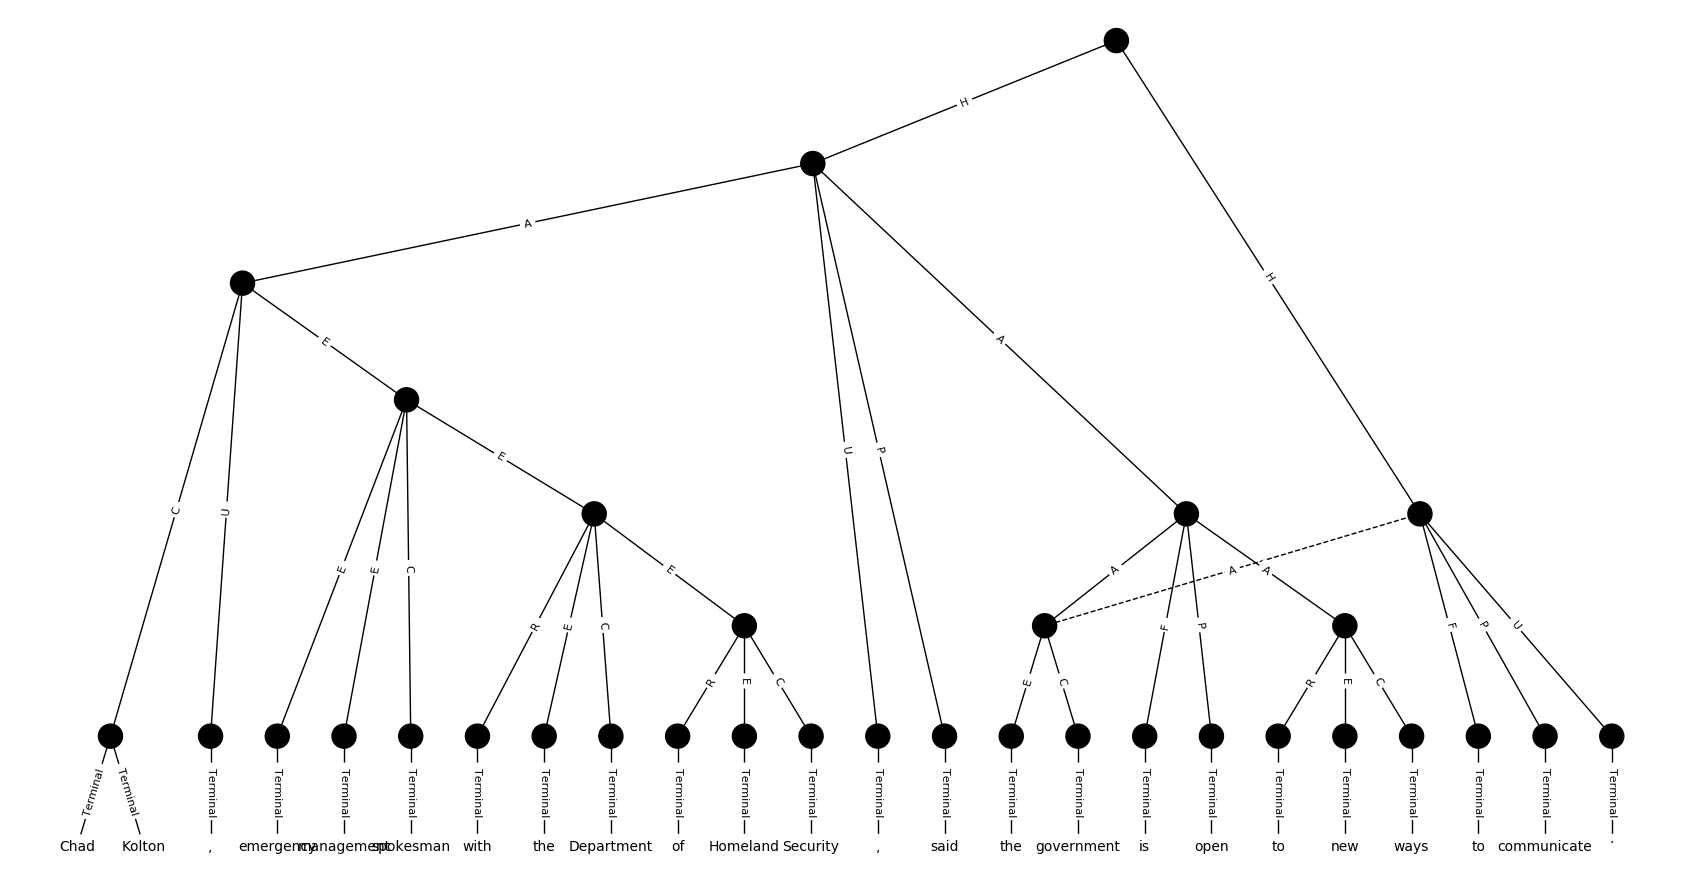 H
A
H
E
A
C U E U P
E E C R E C E A F P A A F P U
R E C E C R E C
Terminal Terminal Terminal Terminal Terminal Terminal Terminal Terminal Terminal Terminal Terminal Terminal Terminal Terminal Terminal Terminal Terminal Terminal Terminal Terminal Terminal Terminal Terminal Terminal
Chad Kolton , emergency management spokesman with the Department of Homeland Security , said the government is open to new ways to communicate .